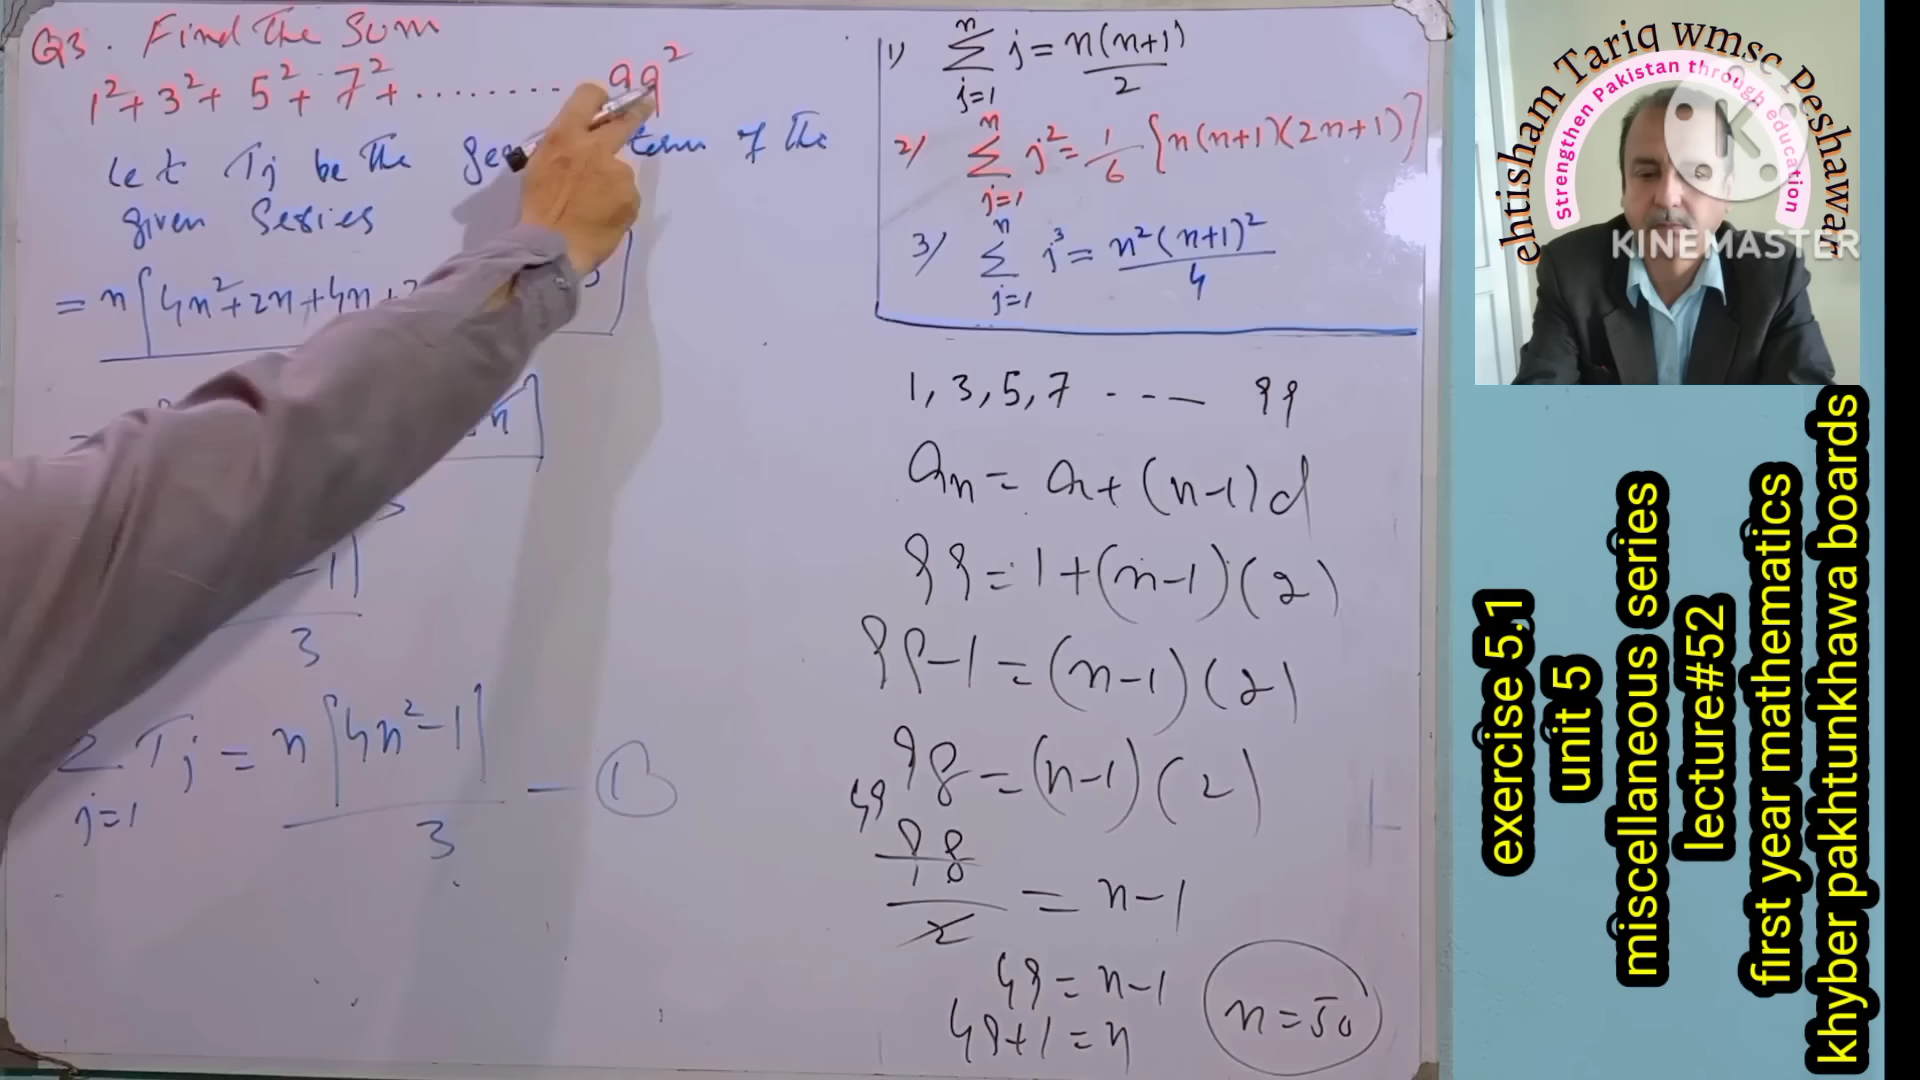 Q3. Find the Sum
1² + 3² + 5² + 7² + ........ 99²
Let Tj be the term of the
given Series
= n[4n²+2n+4n+2
n]
3
-1]
3
Σ Tj = n[4n²-1] — ①
j=1 3
1) Σ j = n(n+1)
j=1 2
n
2) Σ j² = 1/6 {n(n+1)(2n+1)}
j=1
n
3) Σ j³ = n²(n+1)²
j=1 4
1, 3, 5, 7 ---- 99
an = a + (n-1)d
99 = 1+(n-1)(2)
99-1 = (n-1)(2)
98 = (n-1)(2)
49
98 = n-1
2
49 = n-1
49+1 = n
n = 50
ehtisham Tariq wmsc Peshawar
Strengthen Pakistan through education
K
KINEMASTER
exercise 5.1
unit 5
miscellaneous series
lecture#52
first year mathematics
khyber pakhtunkhawa boards